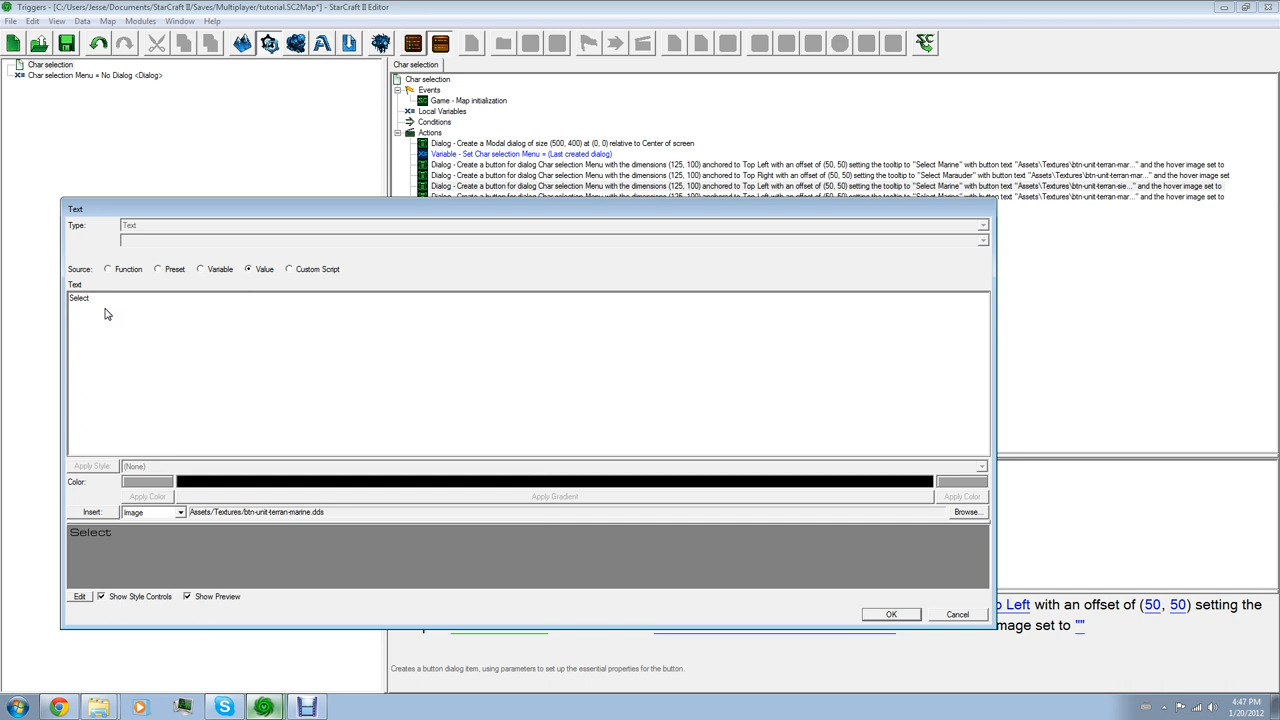 Triggers - [C:/Users/Jesse/Documents/StarCraft II/Saves/Multiplayer/tutorial.SC2Map*] - StarCraft II Editor
File Edit View Data Map Modules Window Help
Char selection
Char selection Menu = No Dialog <Dialog>
Char selection
Char selection
Events
Game - Map initialization
Local Variables
Conditions
Actions
Dialog - Create a Modal dialog of size (500, 400) at (0, 0) relative to Center of screen
Variable - Set Char selection Menu = (Last created dialog)
Dialog - Create a button for dialog Char selection Menu with the dimensions (125, 100) anchored to Top Left with an offset of (50, 50) setting the tooltip to "Select Marine" with button text "Assets\Textures\btn-unit-terran-mar..." and the hover image set to
Dialog - Create a button for dialog Char selection Menu with the dimensions (125, 100) anchored to Top Right with an offset of (50, 50) setting the tooltip to "Select Marauder" with button text "Assets\Textures\btn-unit-terran-mar..." and the hover image set
Dialog - Create a button for dialog Char selection Menu with the dimensions (125, 100) anchored to Top Left with an offset of (50, 50) setting the tooltip to "Select Marine" with button text "Assets\Textures\btn-unit-terran-sie..." and the hover image set to
Text
Type: Text
Source: Function Preset Variable Value Custom Script
Text
Select
Apply Style: (None)
Color:
Apply Color Apply Gradient Apply Color
Insert: Image Assets/Textures/btn-unit-terran-marine.dds Browse...
Select
Edit Show Style Controls Show Preview
OK Cancel
p Left with an offset of (50, 50) setting the
mage set to ""
Creates a button dialog item, using parameters to set up the essential properties for the button.
4:47 PM
1/20/2012